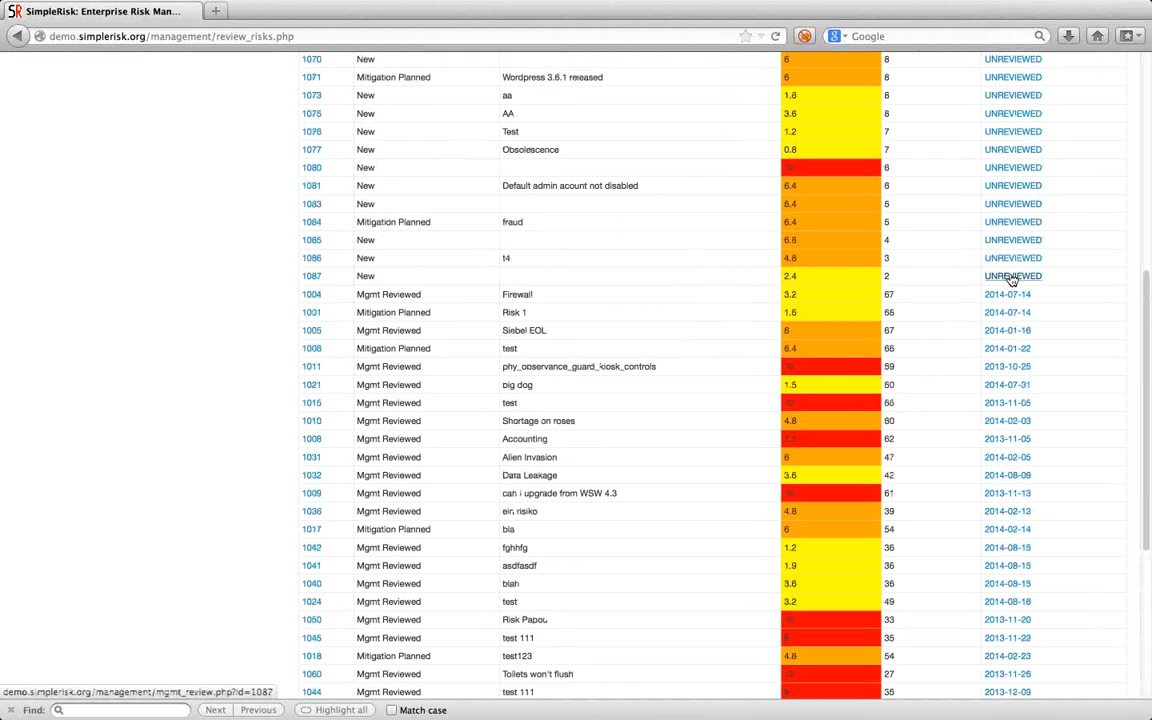 SimpleRisk: Enterprise Risk Man...
demo.simplerisk.org/management/review_risks.php
Google
1070 New 6 8 UNREVIEWED
1071 Mitigation Planned Wordpress 3.6.1 released 6 8 UNREVIEWED
1073 New aa 1.6 8 UNREVIEWED
1075 New AA 3.6 8 UNREVIEWED
1076 New Test 1.2 7 UNREVIEWED
1077 New Obsolescence 0.8 7 UNREVIEWED
1080 New 10 6 UNREVIEWED
1081 New Default admin acount not disabled 6.4 6 UNREVIEWED
1083 New 6.4 5 UNREVIEWED
1084 Mitigation Planned fraud 6.4 5 UNREVIEWED
1085 New 6.8 4 UNREVIEWED
1086 New t4 4.8 3 UNREVIEWED
1087 New 2.4 2 UNREVIEWED
1004 Mgmt Reviewed Firewall 3.2 67 2014-07-14
1001 Mitigation Planned Risk 1 1.6 68 2014-07-14
1005 Mgmt Reviewed Siebel EOL 6 67 2014-01-16
1008 Mitigation Planned test 6.4 66 2014-01-22
1011 Mgmt Reviewed phy_observance_guard_kiosk_controls 10 59 2013-10-25
1021 Mgmt Reviewed big dog 1.5 50 2014-07-31
1015 Mgmt Reviewed test 10 55 2013-11-05
1010 Mgmt Reviewed Shortage on roses 4.8 60 2014-02-03
1008 Mgmt Reviewed Accounting 62 2013-11-05
1031 Mgmt Reviewed Alien Invasion 6 47 2014-02-05
1032 Mgmt Reviewed Data Leakage 3.6 42 2014-08-09
1009 Mgmt Reviewed can i upgrade from WSW 4.3 10 61 2013-11-13
1036 Mgmt Reviewed ein risiko 4.8 39 2014-02-12
1017 Mitigation Planned bla 6 54 2014-02-14
1042 Mgmt Reviewed fghhfg 1.2 36 2014-08-15
1041 Mgmt Reviewed asdfasdf 1.9 36 2014-08-15
1040 Mgmt Reviewed blah 3.6 36 2014-08-15
1024 Mgmt Reviewed test 3.2 49 2014-08-16
1050 Mgmt Reviewed Risk Papou 10 33 2013-11-20
1045 Mgmt Reviewed test 111 8 35 2013-11-22
1018 Mitigation Planned test123 4.8 54 2014-02-23
1060 Mgmt Reviewed Toilets won't flush 10 27 2013-11-26
1044 Mgmt Reviewed test 111 8 35 2013-12-09
demo.simplerisk.org/management/mgmt_review.php?id=1087
Find: Next Previous Highlight all Match case